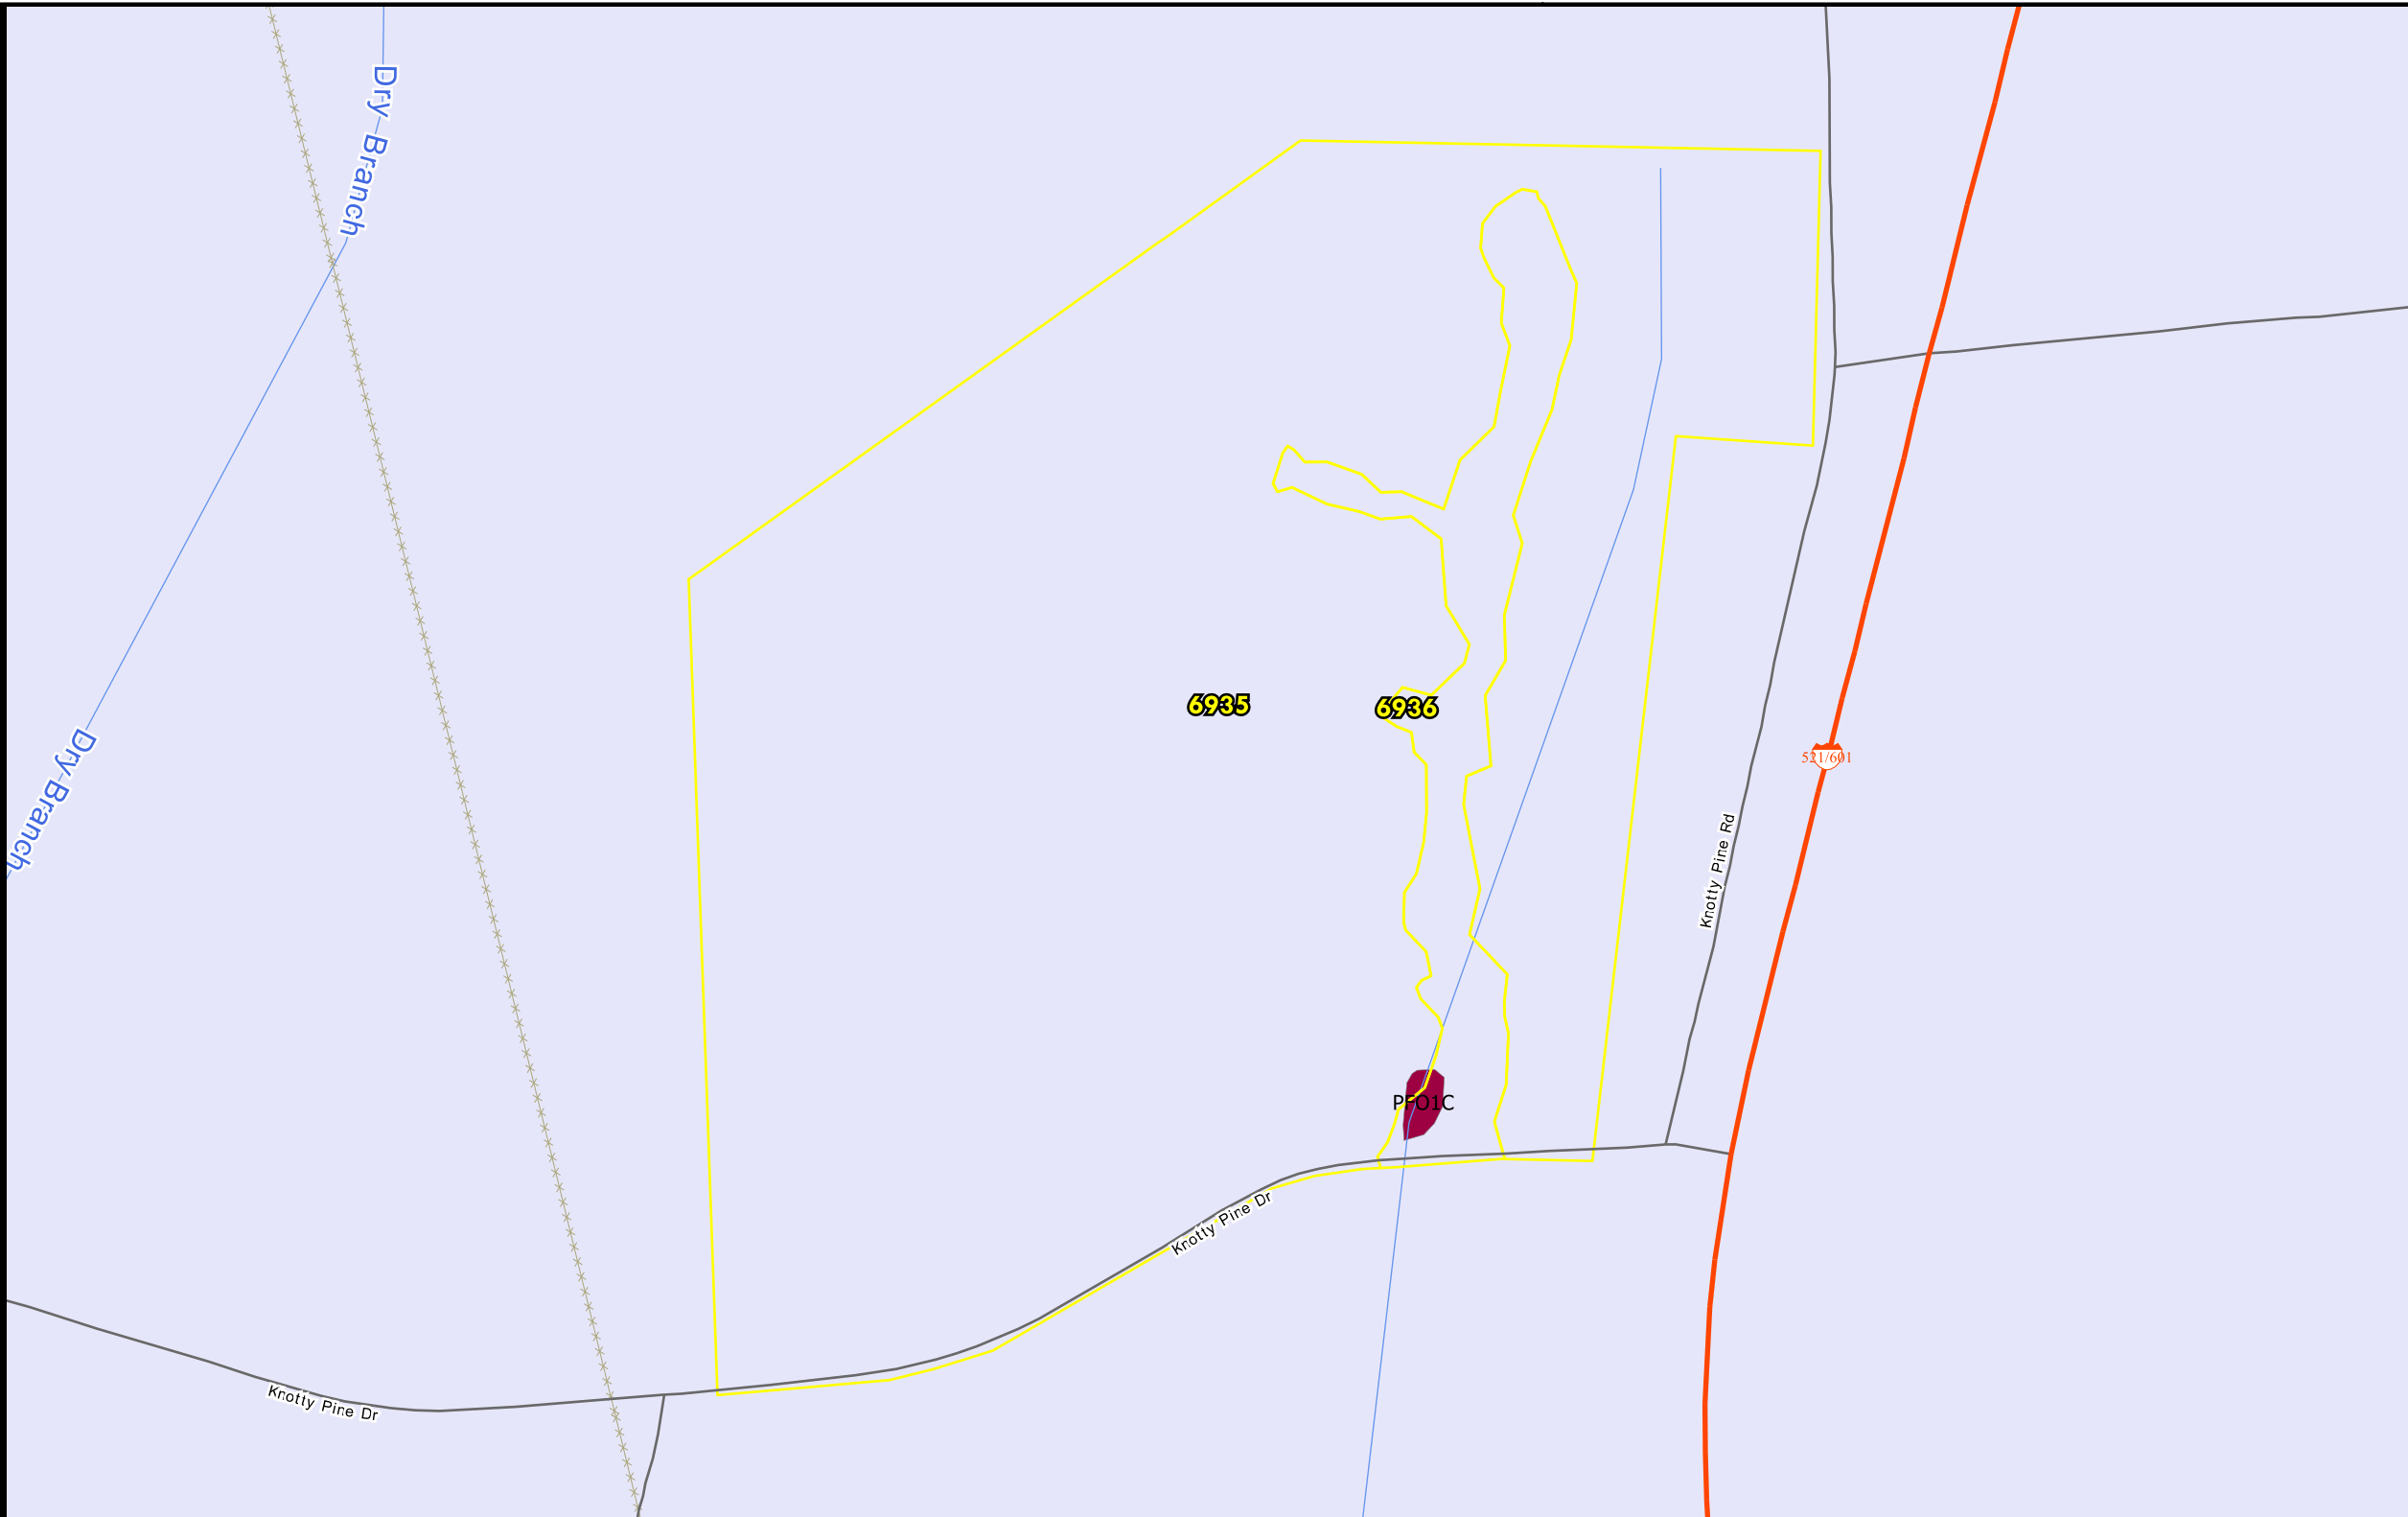 Dry Branch
6935
6936
Dry Branch
521/601
Knotty Pine Rd
PFO1C
Knotty Pine Dr
Knotty Pine Dr